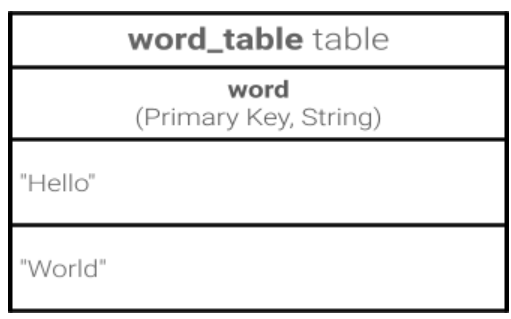 word_table table
word
(Primary Key, String)
"Hello"
"World"